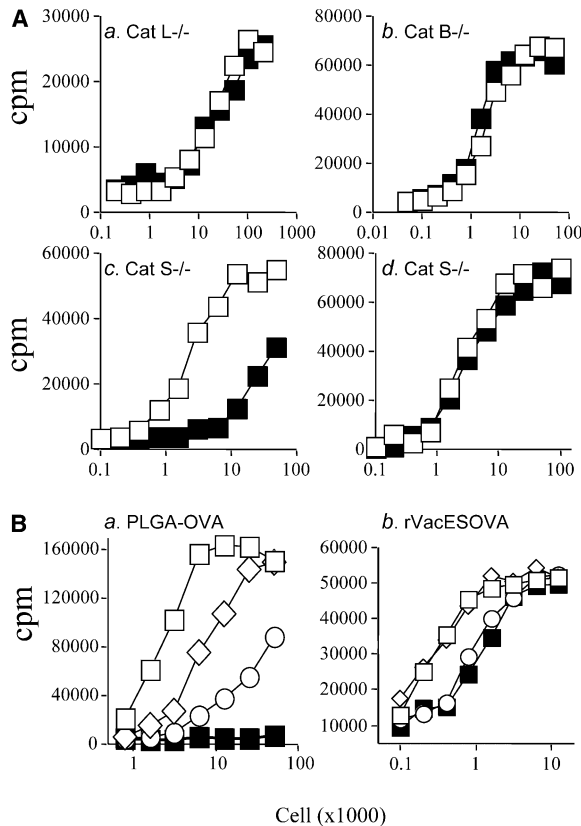 A
a. Cat L-/-
b. Cat B-/-
cpm
30000
20000
10000
0
0.1 1 10 100 1000
80000
60000
40000
20000
0
0.01 0.1 1 10 100
c. Cat S-/-
d. Cat S-/-
cpm
60000
40000
20000
0
0.1 1 10 100
80000
60000
40000
20000
0
0.1 1 10 100
B
a. PLGA-OVA
b. rVacESOVA
cpm
160000
120000
80000
40000
0
1 10 100
60000
50000
40000
30000
20000
10000
0.1 1 10
Cell (x1000)